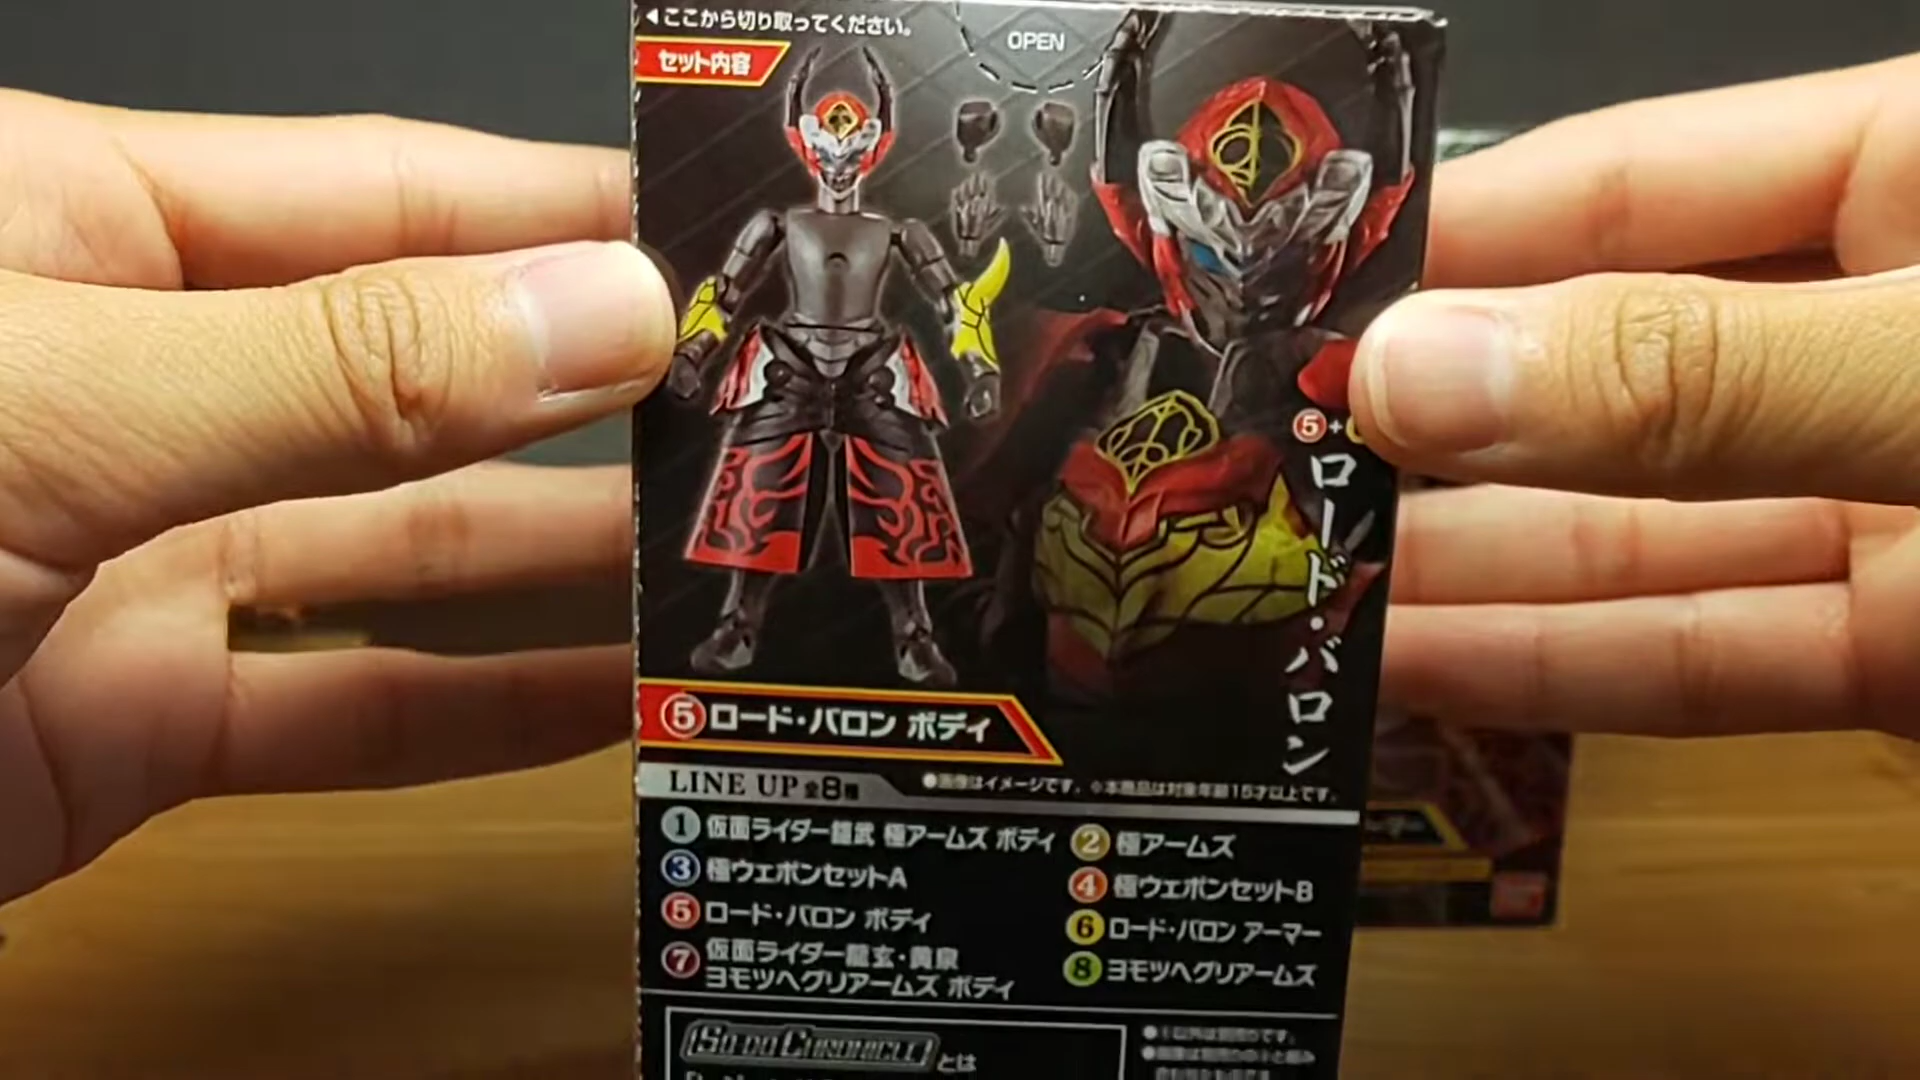 ◀ここから切り取ってください。
OPEN
セット内容
⑤+
ロード・バロン
⑤ロード・バロン ボディ
LINE UP 全8種
●画像はイメージです。※本商品は対象年齢15才以上です。
①仮面ライダー鎧武 極アームズ ボディ
②極アームズ
③極ウェポンセットA
④極ウェポンセットB
⑤ロード・バロン ボディ
⑥ロード・バロン アーマー
⑦仮面ライダー龍玄・黄泉
ヨモツヘグリアームズ ボディ
⑧ヨモツヘグリアームズ
SO-DO CHRONICLE とは